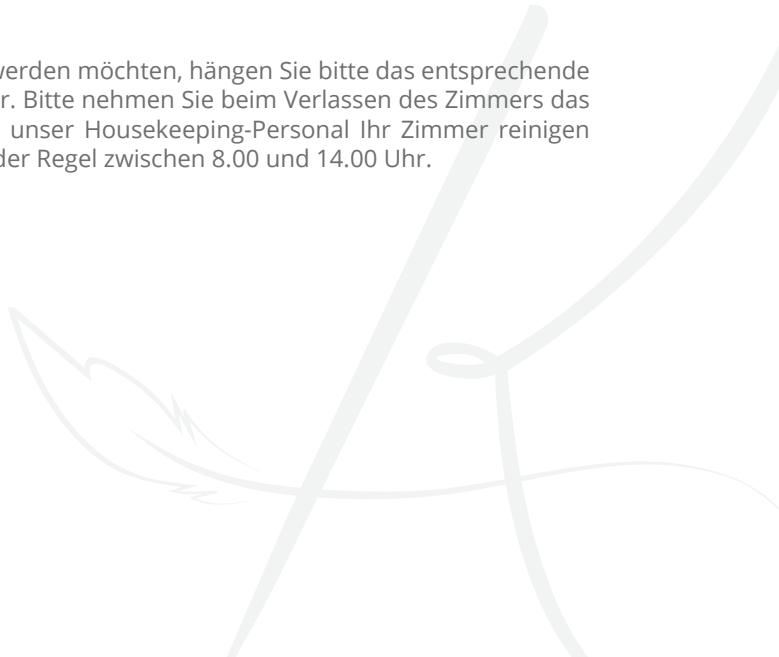 werden möchten, hängen Sie bitte das entsprechende
r. Bitte nehmen Sie beim Verlassen des Zimmers das
unser Housekeeping-Personal Ihr Zimmer reinigen
der Regel zwischen 8.00 und 14.00 Uhr.